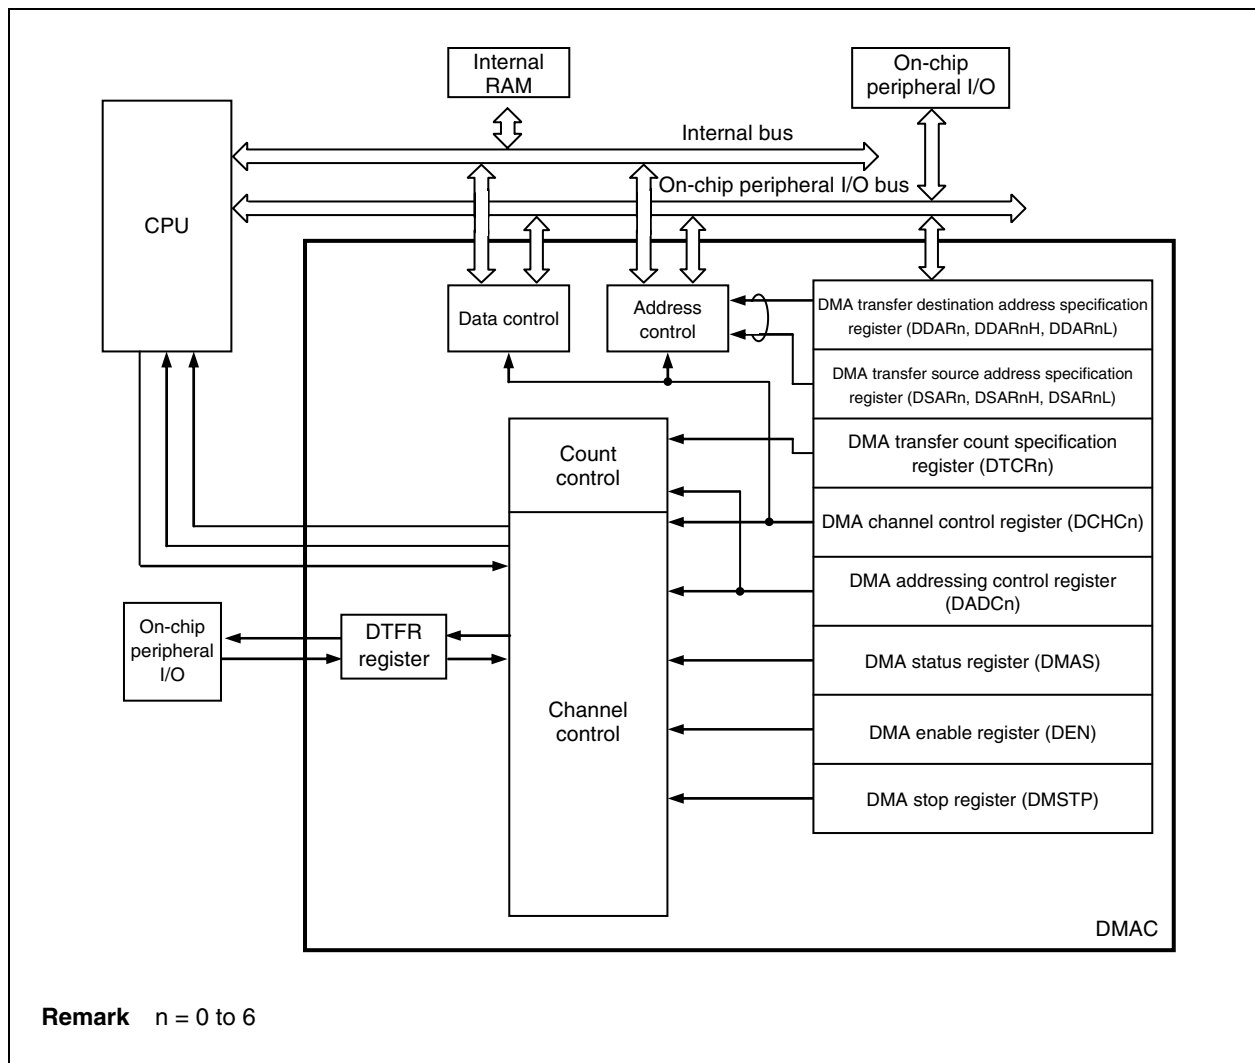 Internal
RAM
On-chip
peripheral I/O
Internal bus
On-chip peripheral I/O bus
CPU
Data control
Address
control
DMA transfer destination address specification
register (DDARn, DDARnH, DDARnL)
DMA transfer source address specification
register (DSARn, DSARnH, DSARnL)
Count
control
DMA transfer count specification
register (DTCRn)
DMA channel control register (DCHCn)
DMA addressing control register
(DADCn)
On-chip
peripheral
I/O
DTFR
register
DMA status register (DMAS)
Channel
control
DMA enable register (DEN)
DMA stop register (DMSTP)
DMAC
Remark n = 0 to 6